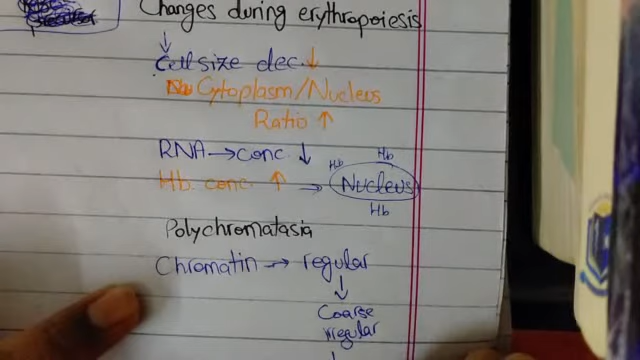 Changes during erythropoiesis
↓
Cell size dec. ↓
Cytoplasm/Nucleus
Ratio ↑
RNA → conc. ↓
Hb. conc. ↑ → Nucleus
Hb Hb
Hb
Polychromatasia
Chromatin → regular
↓
Coarse
irregular
↓